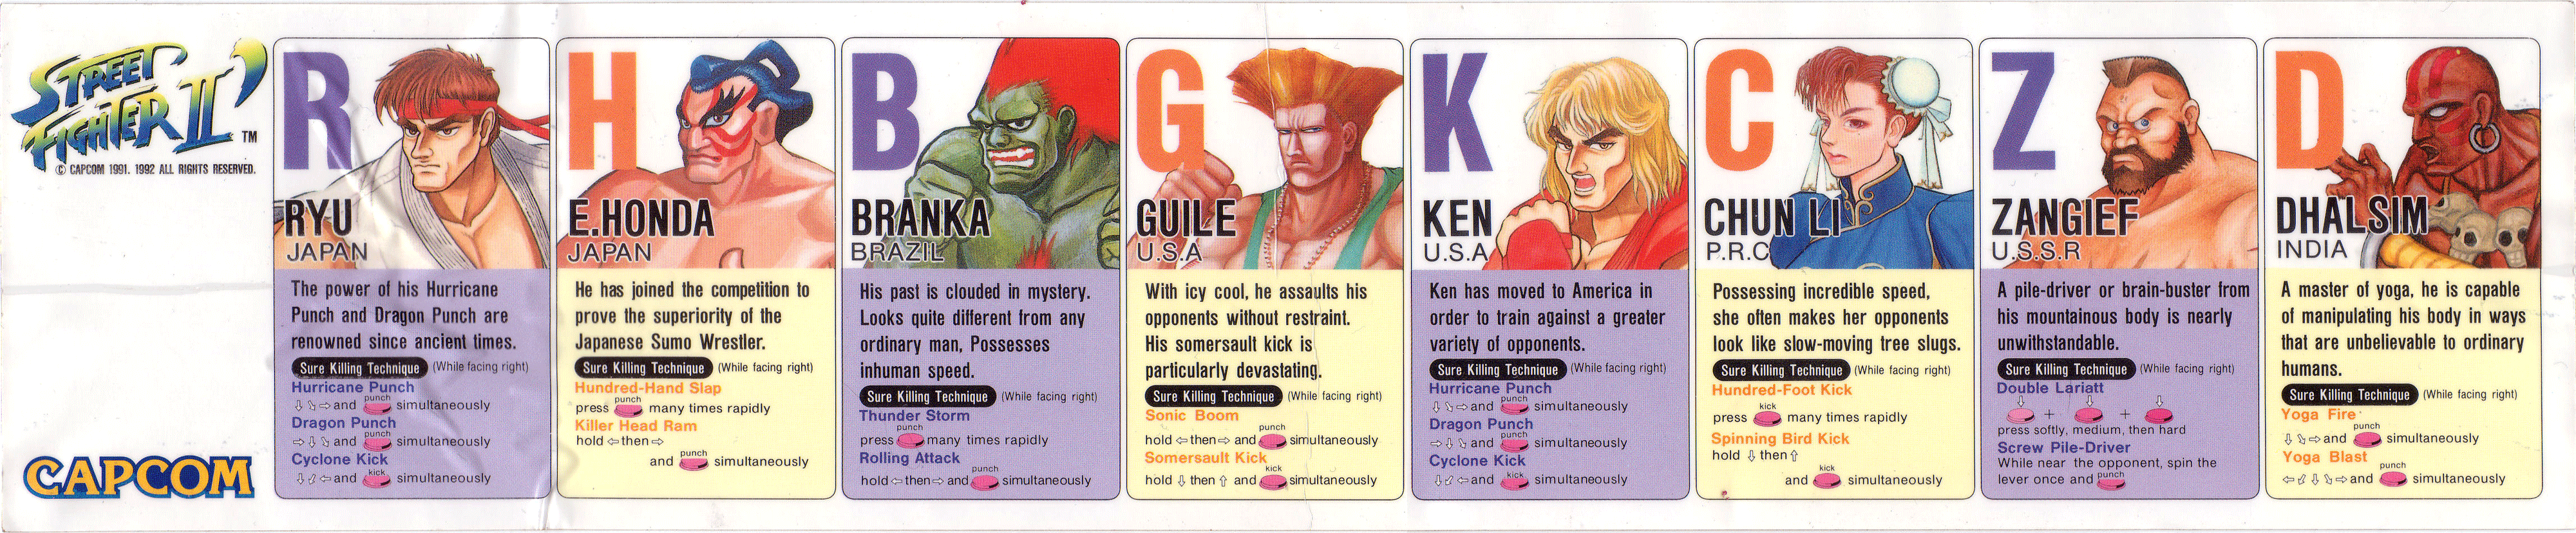 STREET
FIGHTER II'
TM
© CAPCOM 1991. 1992 ALL RIGHTS RESERVED.
CAPCOM
R
RYU
JAPAN
The power of his Hurricane
Punch and Dragon Punch are
renowned since ancient times.
Sure Killing Technique (While facing right)
Hurricane Punch
punch
⇩⬂⇨and simultaneously
Dragon Punch
punch
⇨⇩⬂and simultaneously
Cyclone Kick
kick
⇩⬃⇦and simultaneously
H
E.HONDA
JAPAN
He has joined the competition to
prove the superiority of the
Japanese Sumo Wrestler.
Sure Killing Technique (While facing right)
Hundred-Hand Slap
punch
press many times rapidly
Killer Head Ram
hold ⇦then⇨
punch
and simultaneously
B
BRANKA
BRAZIL
His past is clouded in mystery.
Looks quite different from any
ordinary man, Possesses
inhuman speed.
Sure Killing Technique (While facing right)
Thunder Storm
punch
press many times rapidly
Rolling Attack
punch
hold⇦then⇨and simultaneously
G
GUILE
U.S.A
With icy cool, he assaults his
opponents without restraint.
His somersault kick is
particularly devastating.
Sure Killing Technique (While facing right)
Sonic Boom
punch
hold ⇦then⇨ and simultaneously
Somersault Kick
kick
hold ⇩ then ⇧ and simultaneously
K
KEN
U.S.A
Ken has moved to America in
order to train against a greater
variety of opponents.
Sure Killing Technique (While facing right)
Hurricane Punch
punch
⇩⬂⇨and simultaneously
Dragon Punch
punch
⇨⇩⬂and simultaneously
Cyclone Kick
kick
⇩⬃⇦and simultaneously
C
CHUN LI
P.R.C
Possessing incredible speed,
she often makes her opponents
look like slow-moving tree slugs.
Sure Killing Technique (While facing right)
Hundred-Foot Kick
kick
press many times rapidly
Spinning Bird Kick
hold ⇩ then⇧
kick
and simultaneously
Z
ZANGIEF
U.S.S.R
A pile-driver or brain-buster from
his mountainous body is nearly
unwithstandable.
Sure Killing Technique (While facing right)
Double Lariatt
⇩ ⇩ ⇩
+ +
press softly, medium, then hard
Screw Pile-Driver
While near the opponent, spin the
lever once and punch
D
DHALSIM
INDIA
A master of yoga, he is capable
of manipulating his body in ways
that are unbelievable to ordinary
humans.
Sure Killing Technique (While facing right)
Yoga Fire
punch
⇩⬂⇨and simultaneously
Yoga Blast
punch
⇦⬃⇩⬂⇨and simultaneously